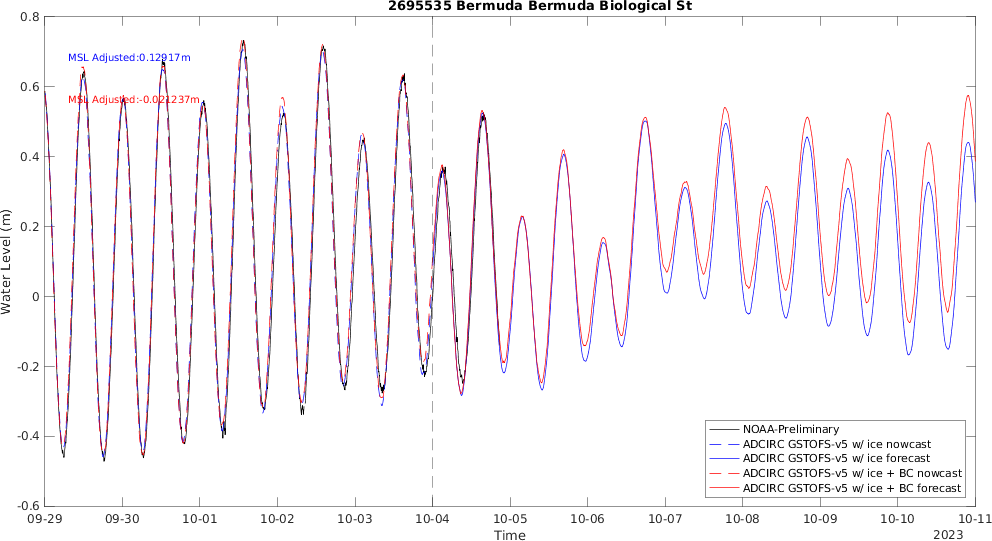 2695535 Bermuda Bermuda Biological St
0.8
0.6
0.4
0.2
0
-0.2
-0.4
-0.6
Water Level (m)
MSL Adjusted:0.12917m
MSL Adjusted:-0.021237m
NOAA-Preliminary
ADCIRC GSTOFS-v5 w/ ice nowcast
ADCIRC GSTOFS-v5 w/ ice forecast
ADCIRC GSTOFS-v5 w/ ice + BC nowcast
ADCIRC GSTOFS-v5 w/ ice + BC forecast
09-29 09-30 10-01 10-02 10-03 10-04 10-05 10-06 10-07 10-08 10-09 10-10 10-11
Time
2023